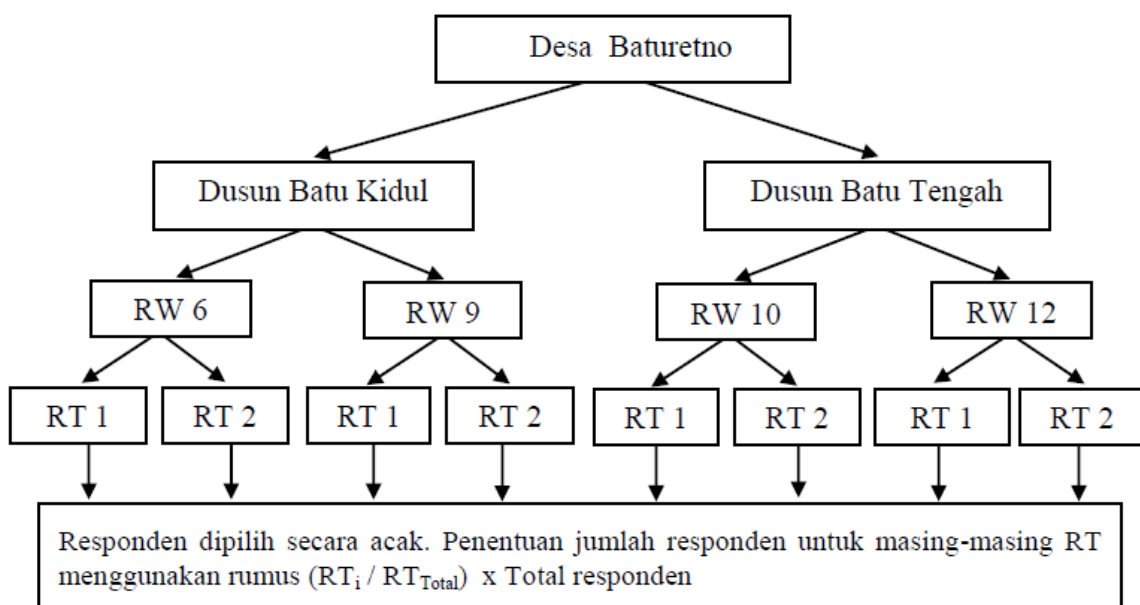 Desa Baturetno
Dusun Batu Kidul
Dusun Batu Tengah
RW 6
RW 9
RW 10
RW 12
RT 1
RT 2
RT 1
RT 2
RT 1
RT 2
RT 1
RT 2
Responden dipilih secara acak. Penentuan jumlah responden untuk masing-masing RT
menggunakan rumus (RTi / RTTotal) x Total responden